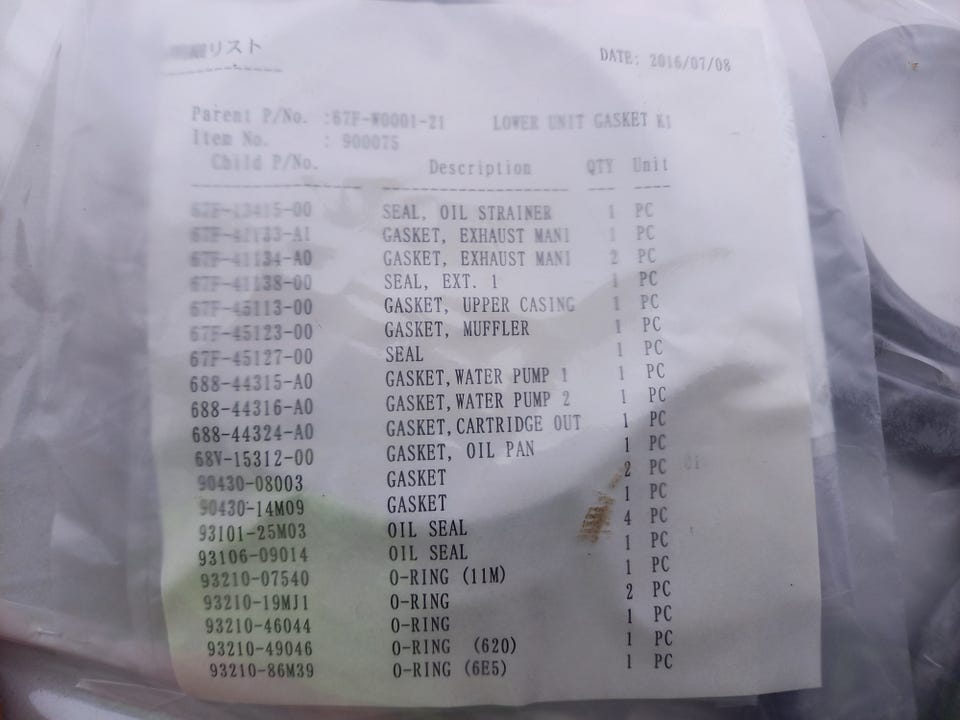 リスト
DATE: 2016/07/08
Parent P/No. :67F-W0001-21 LOWER UNIT GASKET KI
Item No. : 900075
Child P/No. Description QTY Unit
67F-13415-00 SEAL, OIL STRAINER 1 PC
GASKET, EXHAUST MANI 1 PC
67F-41134-A0 GASKET, EXHAUST MANI 2 PC
67F-41138-00 SEAL, EXT. 1 1 PC
67F-45113-00 GASKET, UPPER CASING 1 PC
67F-45123-00 GASKET, MUFFLER 1 PC
67F-45127-00 SEAL 1 PC
688-44315-A0 GASKET,WATER PUMP 1 1 PC
688-44316-A0 GASKET,WATER PUMP 2 1 PC
688-44324-A0 GASKET,CARTRIDGE OUT 1 PC
68V-15312-00 GASKET, OIL PAN 1 PC
90430-08003 GASKET 2 PC
90430-14M09 GASKET 1 PC
93101-25M03 OIL SEAL 4 PC
93106-09014 OIL SEAL 1 PC
93210-07540 O-RING (11M) 1 PC
93210-19MJ1 O-RING 2 PC
93210-46044 O-RING 1 PC
93210-49046 O-RING (620) 1 PC
93210-86M39 O-RING (6E5) 1 PC